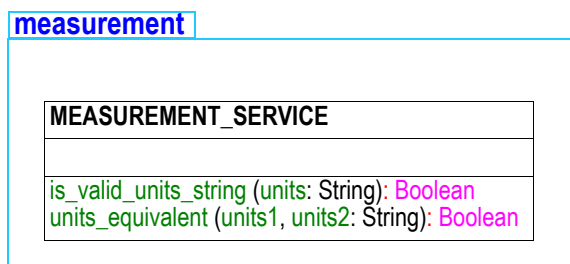 measurement
MEASUREMENT_SERVICE
is_valid_units_string (units: String): Boolean
units_equivalent (units1, units2: String): Boolean